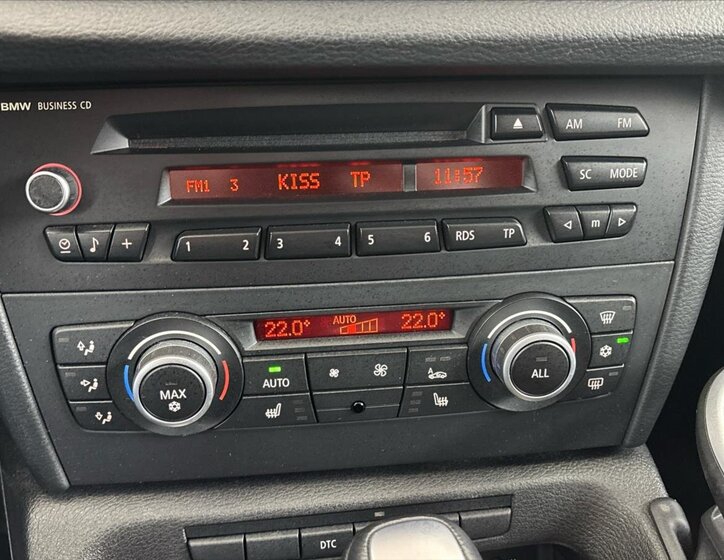 BMW BUSINESS CD
AM FM
FM1 3 KISS TP 11:57
SC MODE
1 2 3 4 5 6 RDS TP
m
22.0° AUTO 22.0°
MAX
AUTO
ALL
DTC